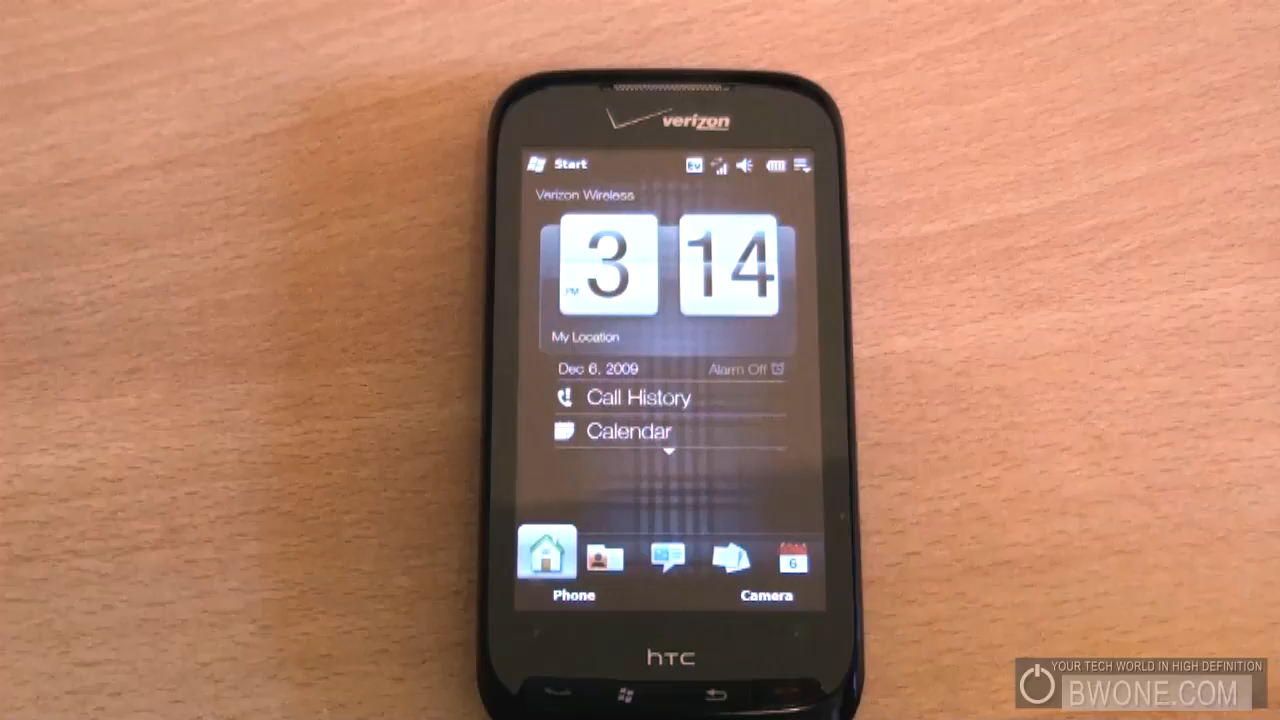 verizon
Start
Ev
Verizon Wireless
3 14
PM
My Location
Dec 6, 2009 Alarm Off
Call History
Calendar
6
Phone Camera
hTC
YOUR TECH WORLD IN HIGH DEFINITION
BWONE.COM